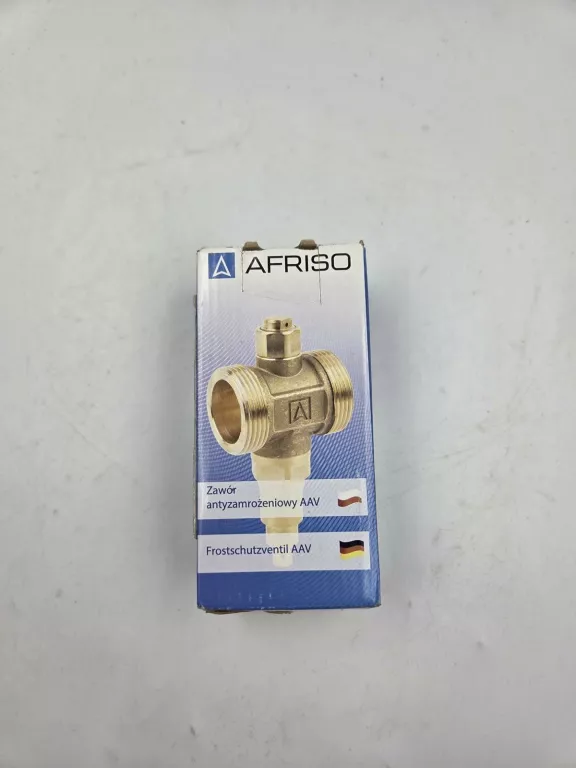 AFRISO
Zawór
antyzamrożeniowy AAV
Frostschutzventil AAV